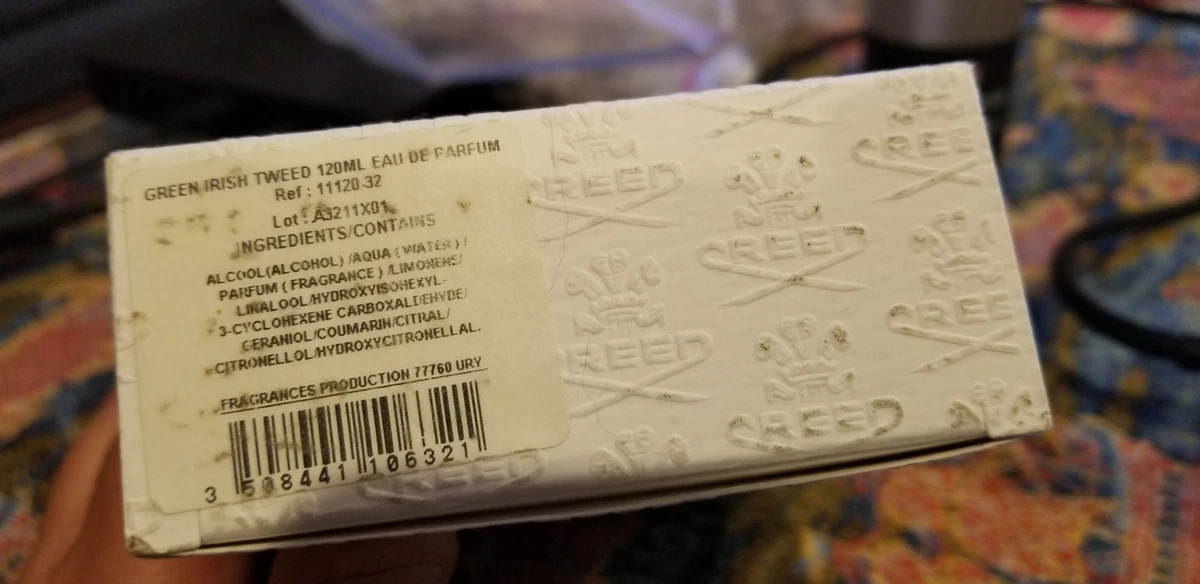 GREEN IRISH TWEED 120ML EAU DE PARFUM
Ref : 11120-32
Lot : A3211X01
INGREDIENTS/CONTAINS
ALCOOL(ALCOHOL) /AQUA ( WATER ) /
PARFUM ( FRAGRANCE ) /LIMONENE/
LINALOOL/HYDROXYISOHEXYL-
3-CYCLOHEXENE CARBOXALDEHYDE/
GERANIOL/COUMARIN/CITRAL/
CITRONELLOL/HYDROXYCITRONELLAL.
FRAGRANCES PRODUCTION 77760 URY
3 508441 106321
CREED
CREED
CREED
CREED
CREED
CREED
CREED